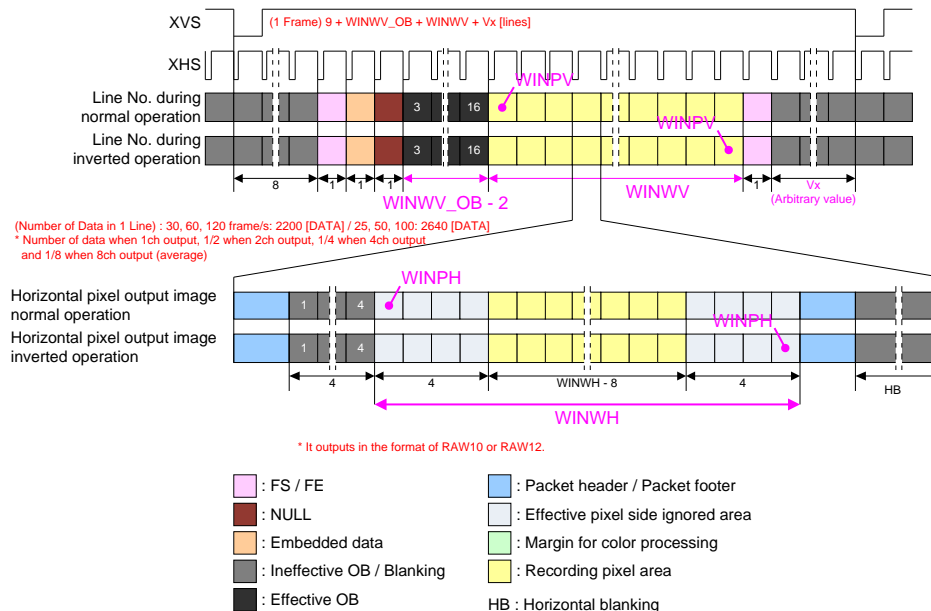 XVS
(1 Frame) 9 + WINWV_OB + WINWV + Vx [lines]
XHS
WINPV
Line No. during
normal operation
3
16
WINPV
Line No. during
inverted operation
3
16
8
1
1
1
WINWV_OB - 2
WINWV
1
Vx
(Arbitrary value)
(Number of Data in 1 Line) : 30, 60, 120 frame/s: 2200 [DATA] / 25, 50, 100: 2640 [DATA]
* Number of data when 1ch output, 1/2 when 2ch output, 1/4 when 4ch output
and 1/8 when 8ch output (average)
Horizontal pixel output image
normal operation
1
4
WINPH
Horizontal pixel output image
inverted operation
1
4
WINPH
4
4
WINWH - 8
4
HB
WINWH
* It outputs in the format of RAW10 or RAW12.
: FS / FE
: Packet header / Packet footer
: NULL
: Effective pixel side ignored area
: Embedded data
: Margin for color processing
: Ineffective OB / Blanking
: Recording pixel area
: Effective OB
HB : Horizontal blanking